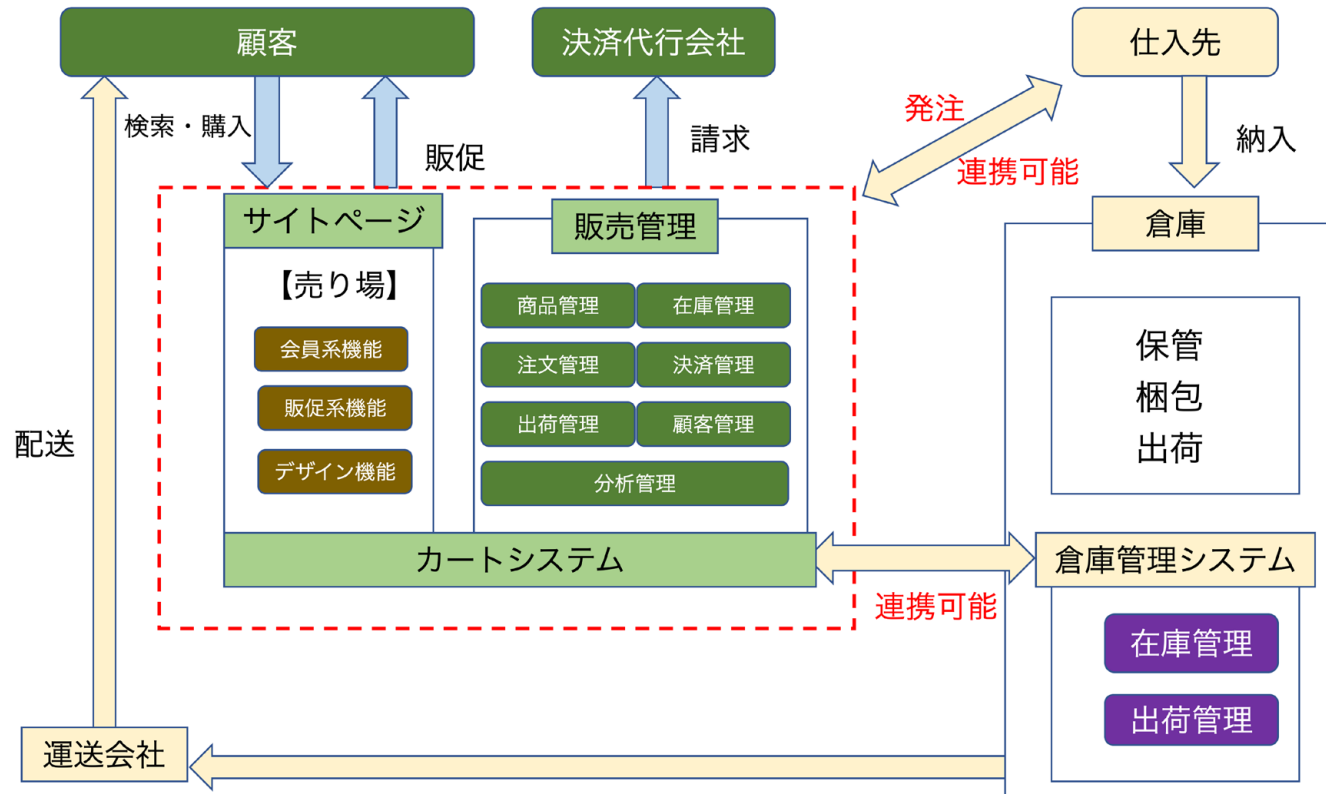 顧客
決済代行会社
仕入先
検索・購入
販促
請求
発注
連携可能
納入
サイトページ
販売管理
倉庫
【売り場】
会員系機能
販促系機能
デザイン機能
商品管理
在庫管理
注文管理
決済管理
出荷管理
顧客管理
分析管理
保管
梱包
出荷
配送
カートシステム
連携可能
倉庫管理システム
在庫管理
出荷管理
運送会社